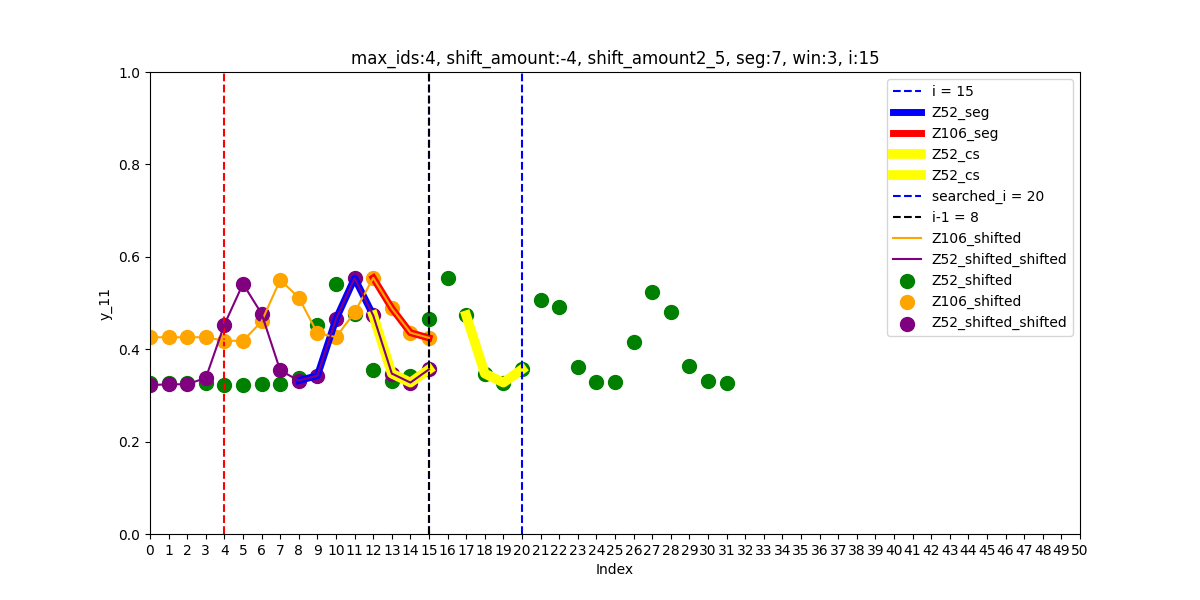 max_ids:4, shift_amount:-4, shift_amount2_5, seg:7, win:3, i:15
1.0
0.8
0.6
0.4
0.2
0.0
y_11
i = 15
Z52_seg
Z106_seg
Z52_cs
Z52_cs
searched_i = 20
i-1 = 8
Z106_shifted
Z52_shifted_shifted
Z52_shifted
Z106_shifted
Z52_shifted_shifted
0 1 2 3 4 5 6 7 8 9 10 11 12 13 14 15 16 17 18 19 20 21 22 23 24 25 26 27 28 29 30 31 32 33 34 35 36 37 38 39 40 41 42 43 44 45 46 47 48 49 50
Index